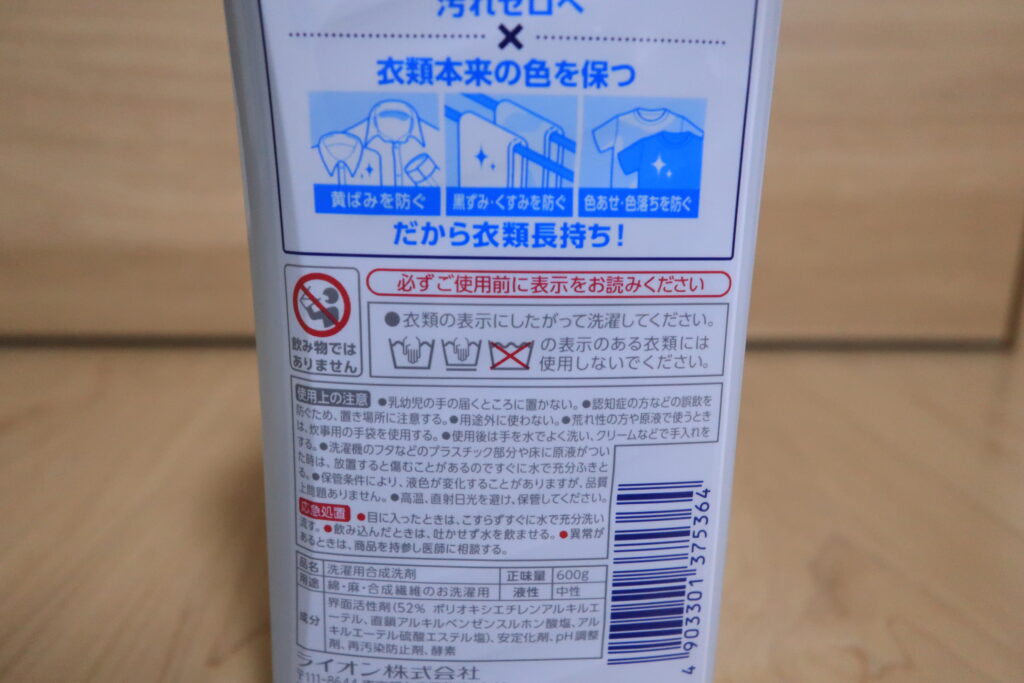 汚れゼロへ
×
衣類本来の色を保つ
黄ばみを防ぐ
黒ずみ・くすみを防ぐ
色あせ・色落ちを防ぐ
だから衣類長持ち!
飲み物では
ありません
必ずご使用前に表示をお読みください
●衣類の表示にしたがって洗濯してください。
の表示のある衣類には
使用しないでください。
使用上の注意 ●乳幼児の手の届くところに置かない。●認知症の方などの誤飲を
防ぐため、置き場所に注意する。●用途外に使わない。●荒れ性の方や原液で使うとき
は、炊事用の手袋を使用する。●使用後は手を水でよく洗い、クリームなどで手入れを
する。●洗濯機のフタなどのプラスチック部分や床に原液がつい
た時は、放置すると傷むことがあるのですぐに水で充分ふきと
る。●保管条件により、液色が変化することがありますが、品質
上問題ありません。●高温、直射日光を避け、保管してください。
応急処置 ●目に入ったときは、こすらずすぐに水で充分洗い
流す。●飲み込んだときは、吐かせず水を飲ませる。●異常が
あるときは、商品を持参し医師に相談する。
品名 洗濯用合成洗剤 正味量 600g
用途 綿・麻・合成繊維のお洗濯用 液性 中性
成分 界面活性剤(52% ポリオキシエチレンアルキルエ
ーテル、直鎖アルキルベンゼンスルホン酸塩、アル
キルエーテル硫酸エステル塩)、安定化剤、pH調整
剤、再汚染防止剤、酵素
ライオン株式会社
〒111-8644
4 903301 375364